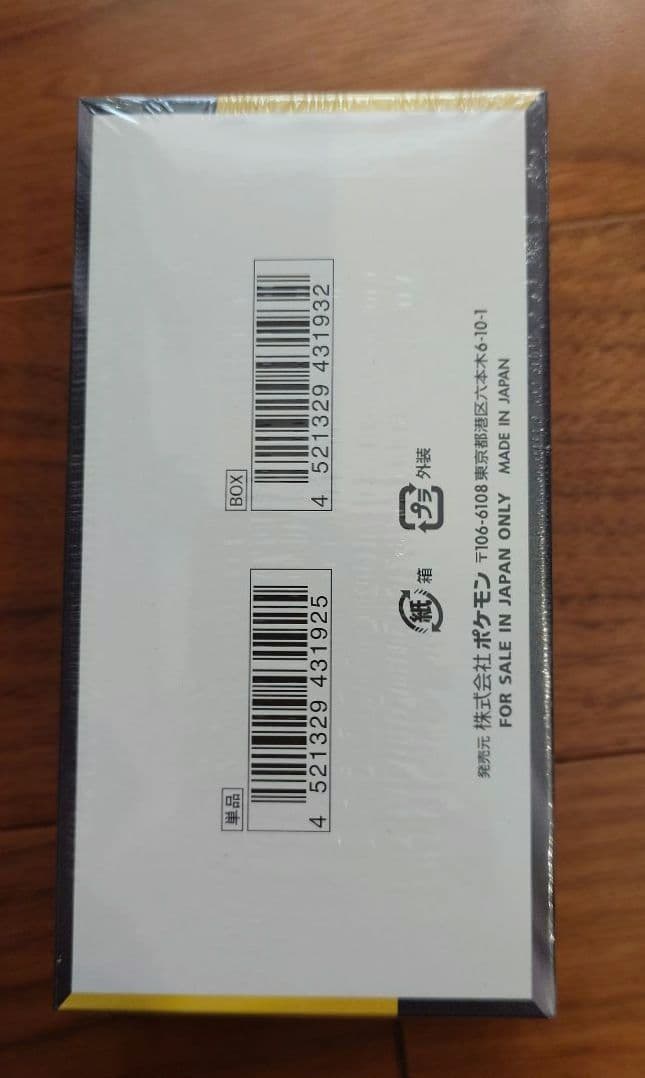 単品
4 521329 431925
BOX
4 521329 431932
紙 箱
プラ 外装
発売元 株式会社ポケモン 〒106-6108 東京都港区六本木6-10-1
FOR SALE IN JAPAN ONLY MADE IN JAPAN